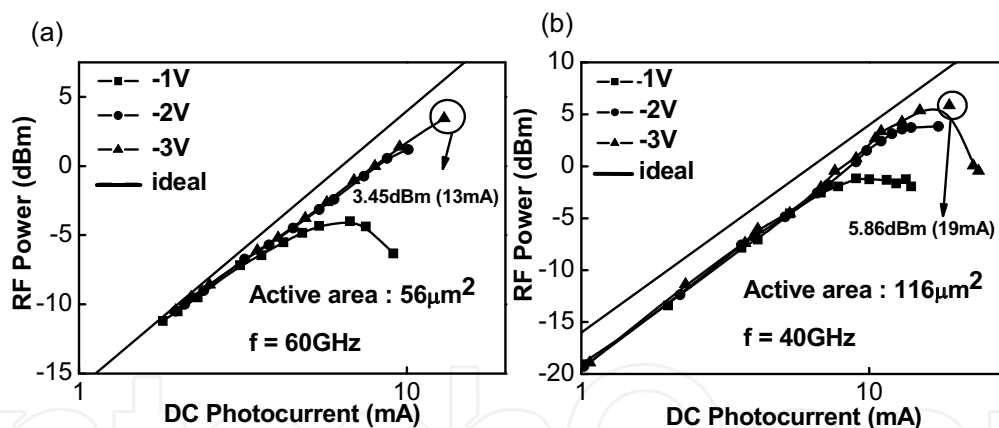 (a)
-1V
-2V
-3V
ideal
3.45dBm (13mA)
Active area : 56μm2
f = 60GHz
5
0
-5
-10
-15
1
10
RF Power (dBm)
DC Photocurrent (mA)
(b)
-1V
-2V
-3V
ideal
5.86dBm (19mA)
Active area : 116μm2
f = 40GHz
10
5
0
-5
-10
-15
-20
1
10
RF Power (dBm)
DC Photocurrent (mA)